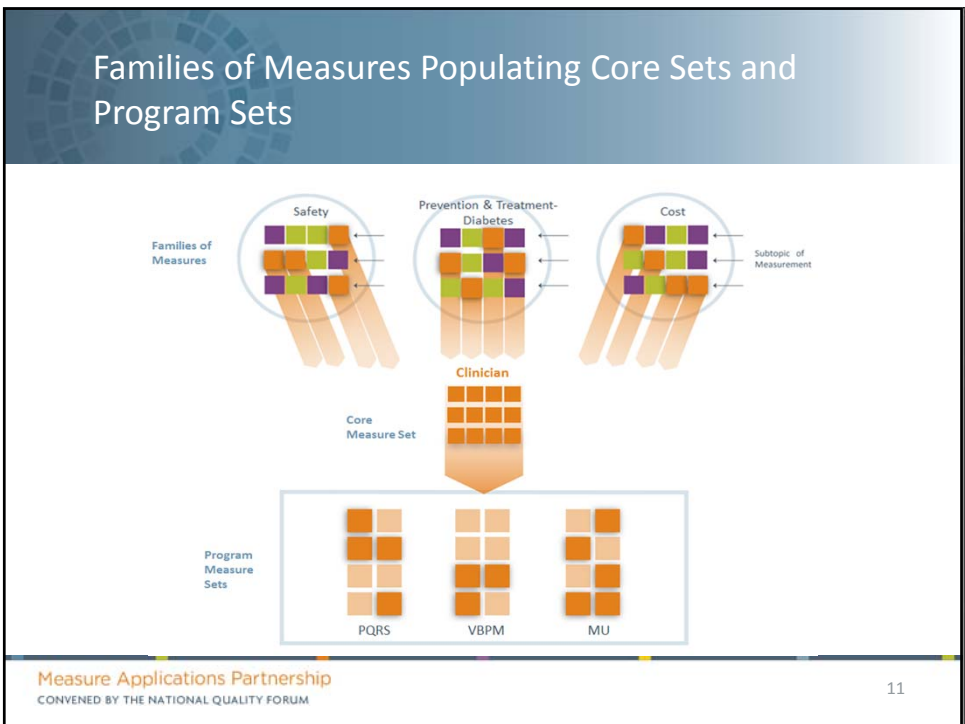 Families of Measures Populating Core Sets and
Program Sets
Safety
Prevention & Treatment-
Diabetes
Cost
Families of
Measures
Subtopic of
Measurement
Clinician
Core
Measure Set
Program
Measure
Sets
PQRS
VBPM
MU
Measure Applications Partnership
CONVENED BY THE NATIONAL QUALITY FORUM
11